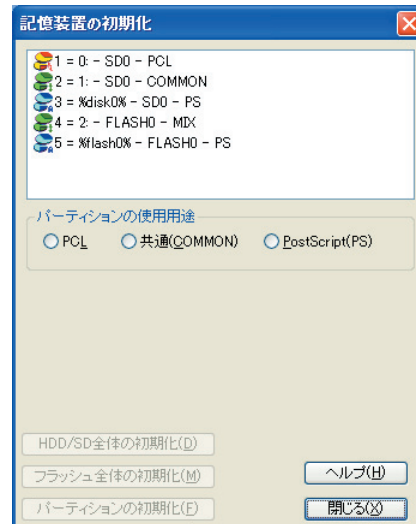 記憶装置の初期化
1 = 0: - SD0 - PCL
2 = 1: - SD0 - COMMON
3 = %disk0% - SD0 - PS
4 = 2: - FLASH0 - MIX
5 = %flash0% - FLASH0 - PS
パーティションの使用用途
PCL 共通(COMMON) PostScript(PS)
HDD/SD全体の初期化(D)
フラッシュ全体の初期化(M)
ヘルプ(H)
パーティションの初期化(F)
閉じる(X)